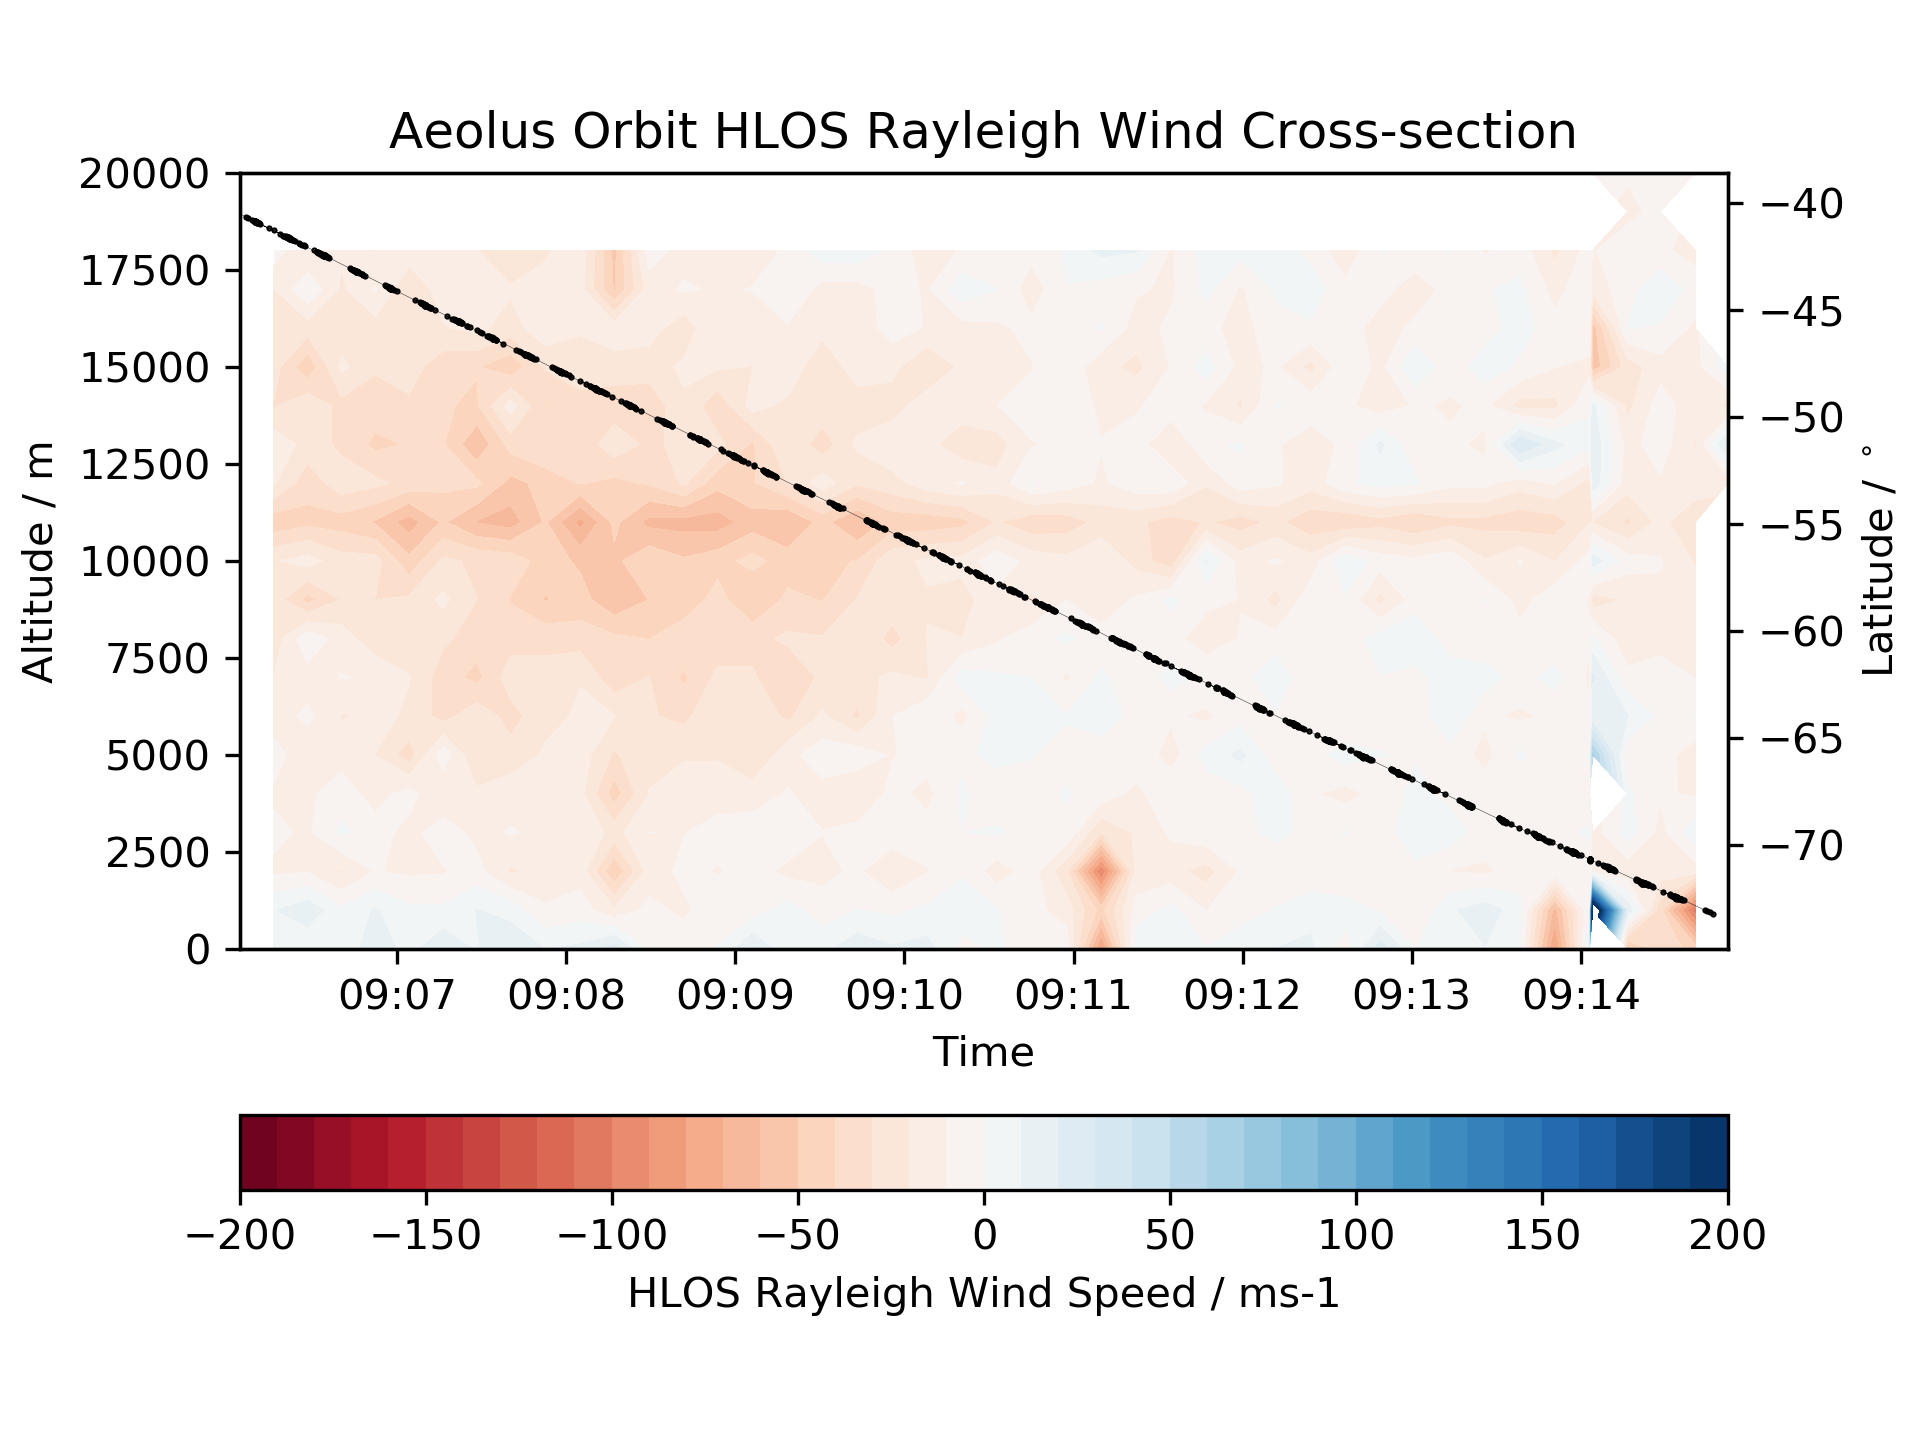 Aeolus Orbit HLOS Rayleigh Wind Cross-section
20000
17500
15000
12500
10000
7500
5000
2500
0
Altitude / m
−40
−45
−50
−55
−60
−65
−70
Latitude / °
09:07 09:08 09:09 09:10 09:11 09:12 09:13 09:14
Time
−200 −150 −100 −50 0 50 100 150 200
HLOS Rayleigh Wind Speed / ms-1